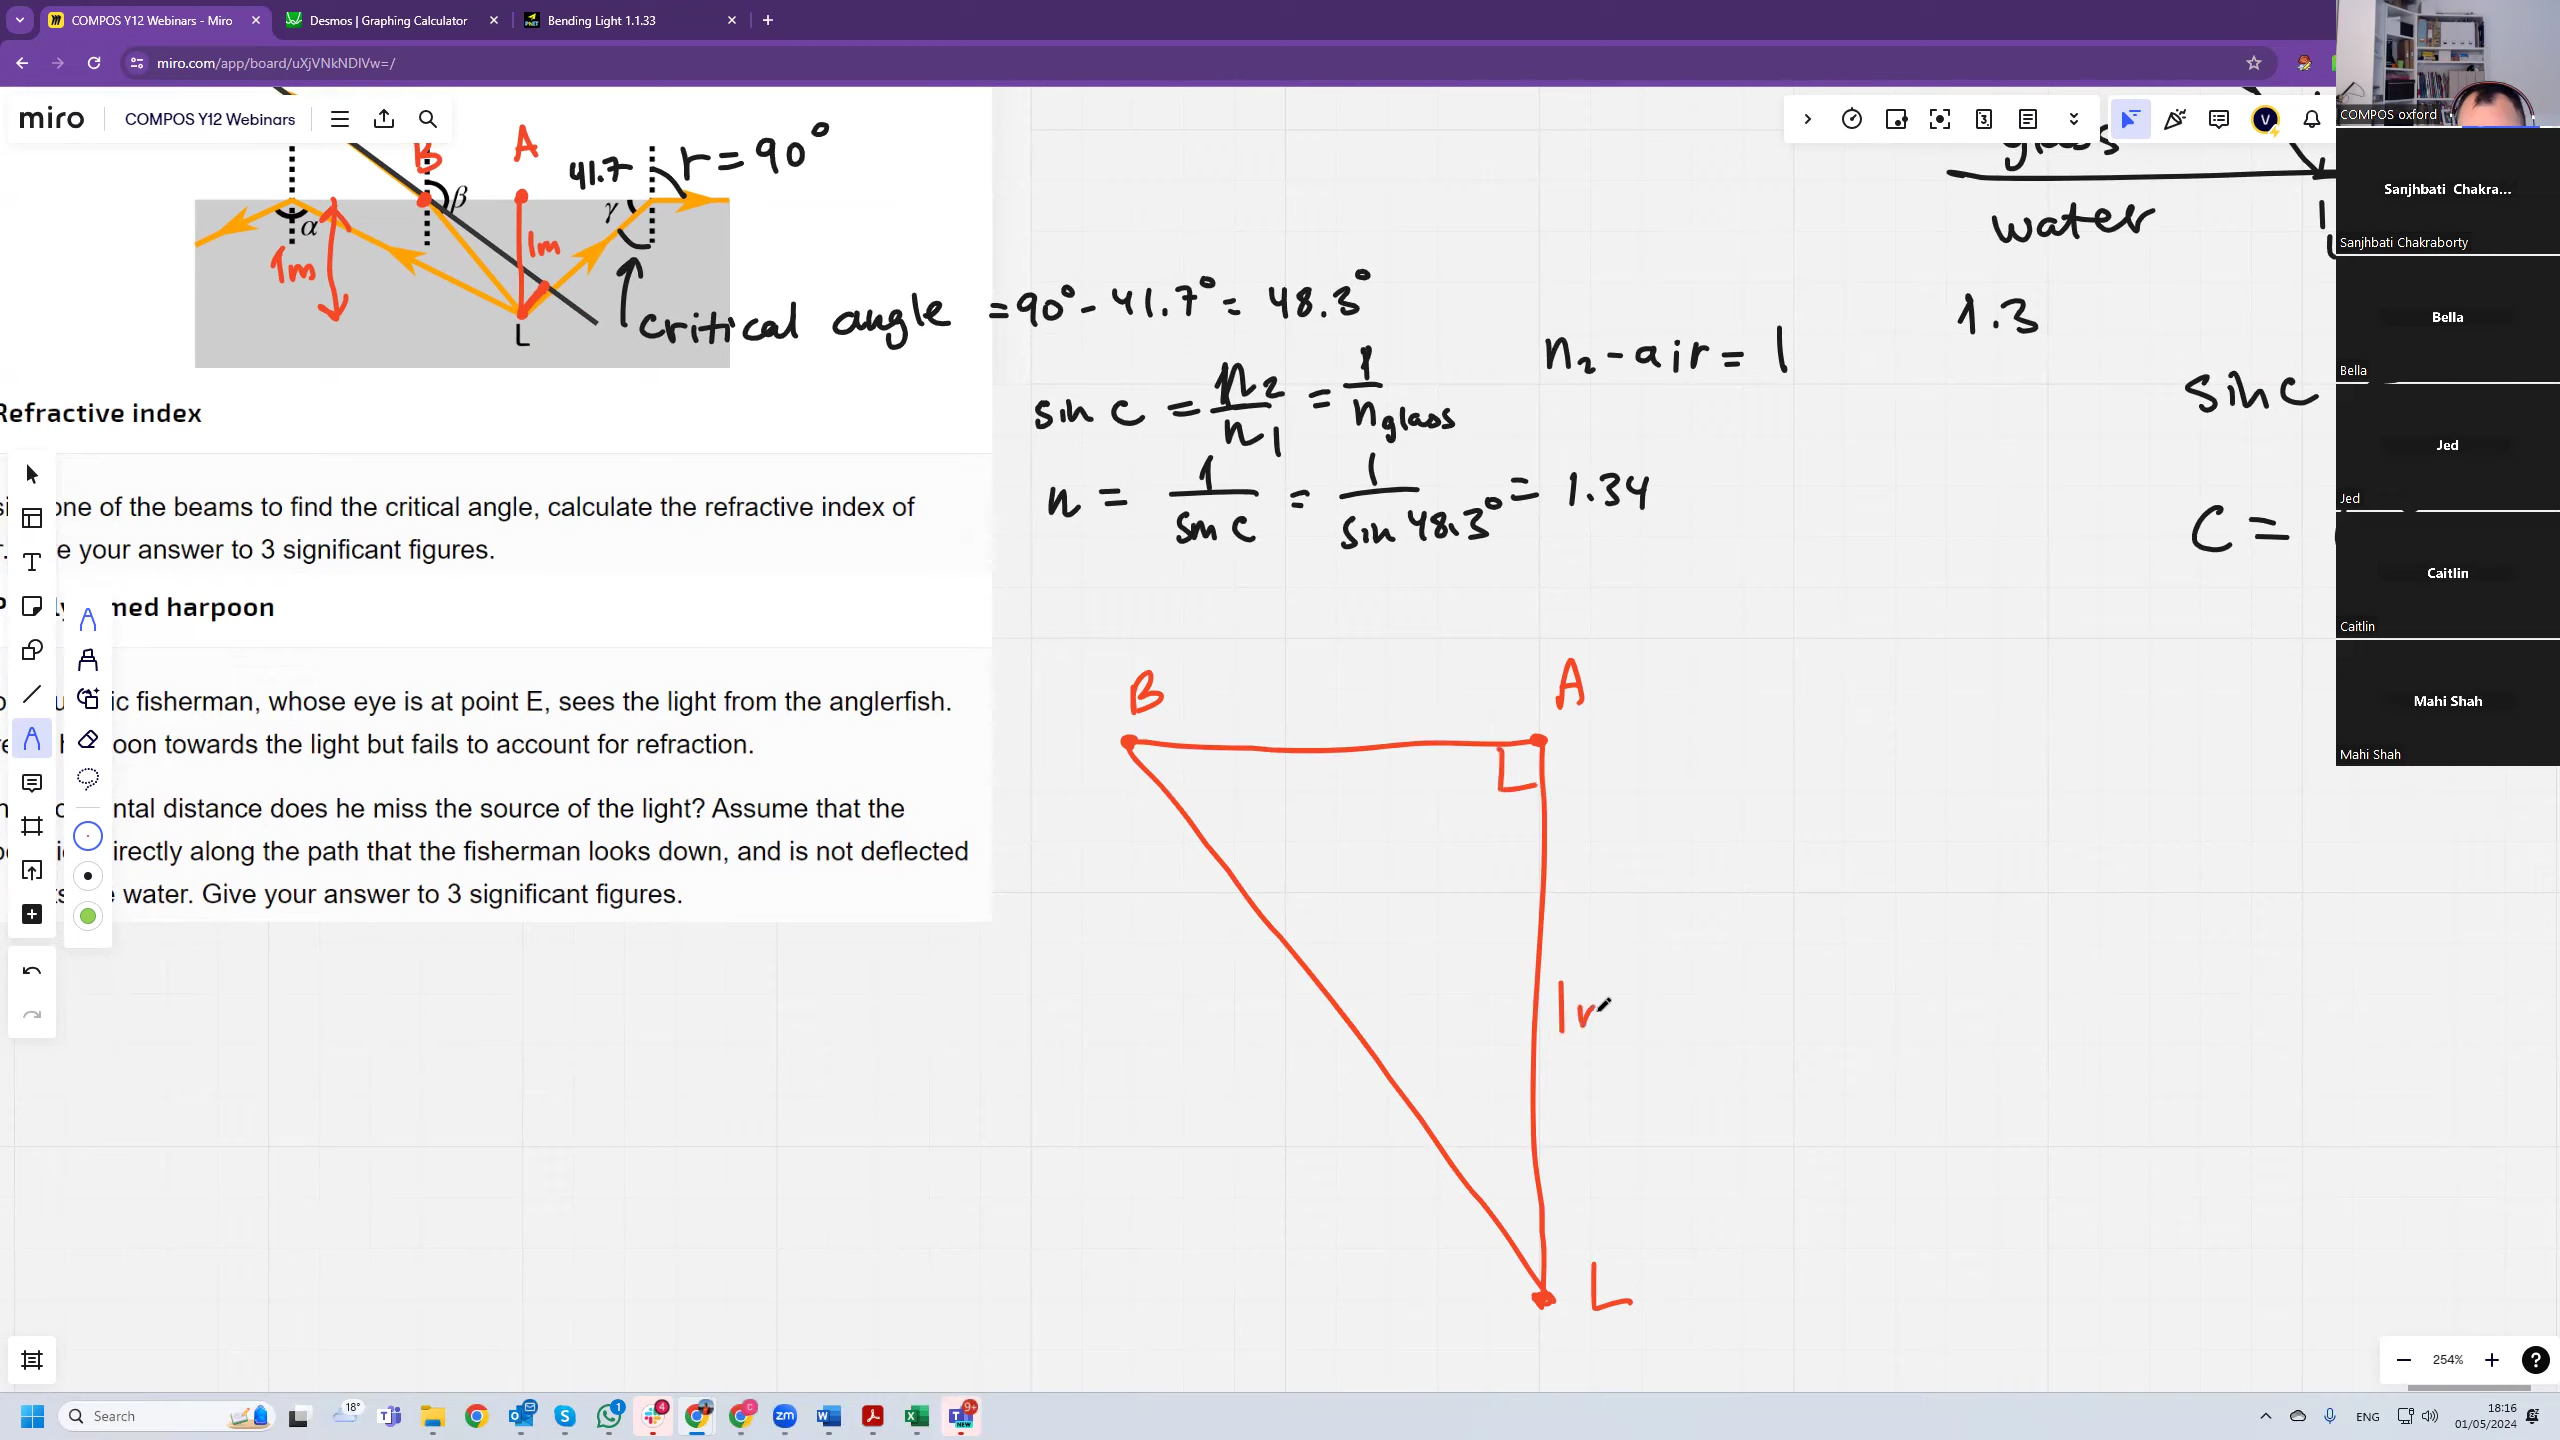 COMPOS Y12 Webinars - Miro
Desmos | Graphing Calculator
Bending Light 1.1.33
miro.com/app/board/uXjVNkNDIVw=/
miro
COMPOS Y12 Webinars
COMPOS oxford
Sanjhbati Chakra...
Sanjhbati Chakraborty
Bella
Bella
Jed
Jed
Caitlin
Caitlin
Mahi Shah
Mahi Shah
B
A
41.7
r = 90°
β
α
γ
1m
1m
L
critical angle = 90° - 41.7° = 48.3°
sin c = n2/n1 = 1/n glass
n2 - air = 1
n = 1/sin c = 1/sin 48.3° = 1.34
glass
water
1.3
sin c
C =
Refractive index
one of the beams to find the critical angle, calculate the refractive index of
e your answer to 3 significant figures.
med harpoon
ic fisherman, whose eye is at point E, sees the light from the anglerfish.
oon towards the light but fails to account for refraction.
ntal distance does he miss the source of the light? Assume that the
irectly along the path that the fisherman looks down, and is not deflected
e water. Give your answer to 3 significant figures.
B
A
L
254%
Search
18°
ENG
18:16
01/05/2024